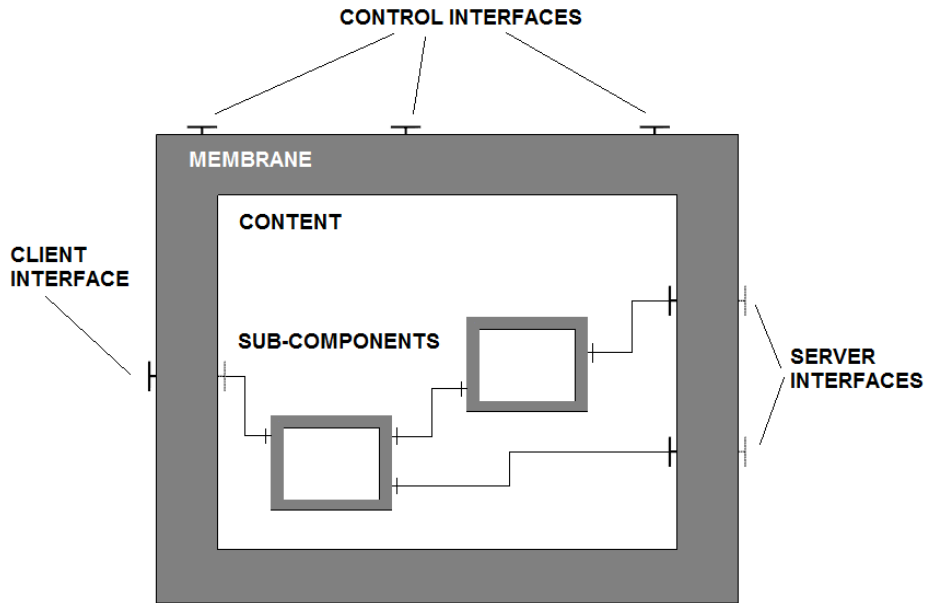 CONTROL INTERFACES
MEMBRANE
CONTENT
CLIENT
INTERFACE
SUB-COMPONENTS
SERVER
INTERFACES